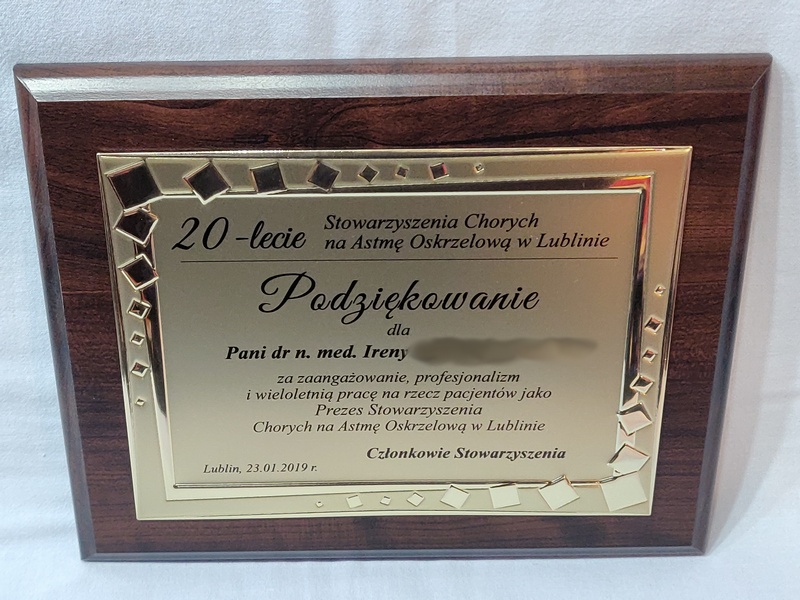 20-lecie Stowarzyszenia Chorych
na Astmę Oskrzelową w Lublinie
Podziękowanie
dla
Pani dr n. med. Ireny
za zaangażowanie, profesjonalizm
i wieloletnią pracę na rzecz pacjentów jako
Prezes Stowarzyszenia
Chorych na Astmę Oskrzelową w Lublinie
Członkowie Stowarzyszenia
Lublin, 23.01.2019 r.